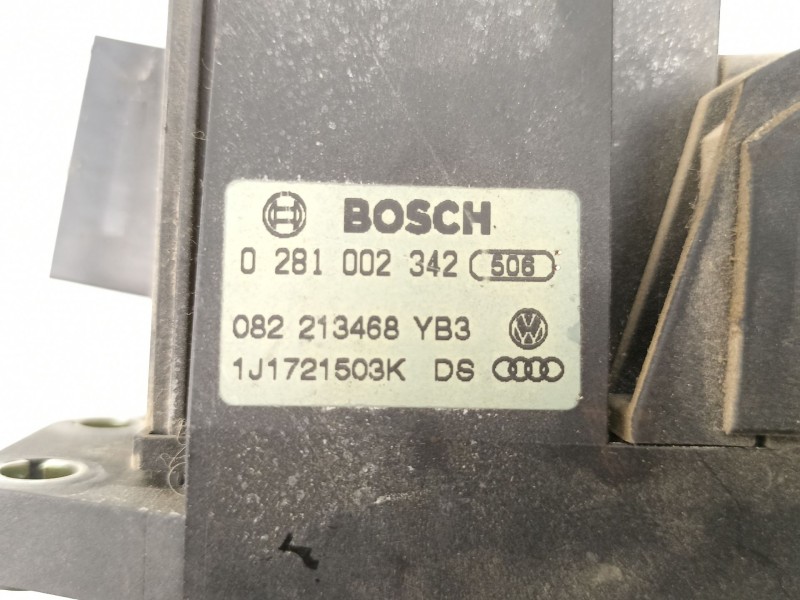 BOSCH
0 281 002 342 506
082 213468 YB3
1J1721503K DS